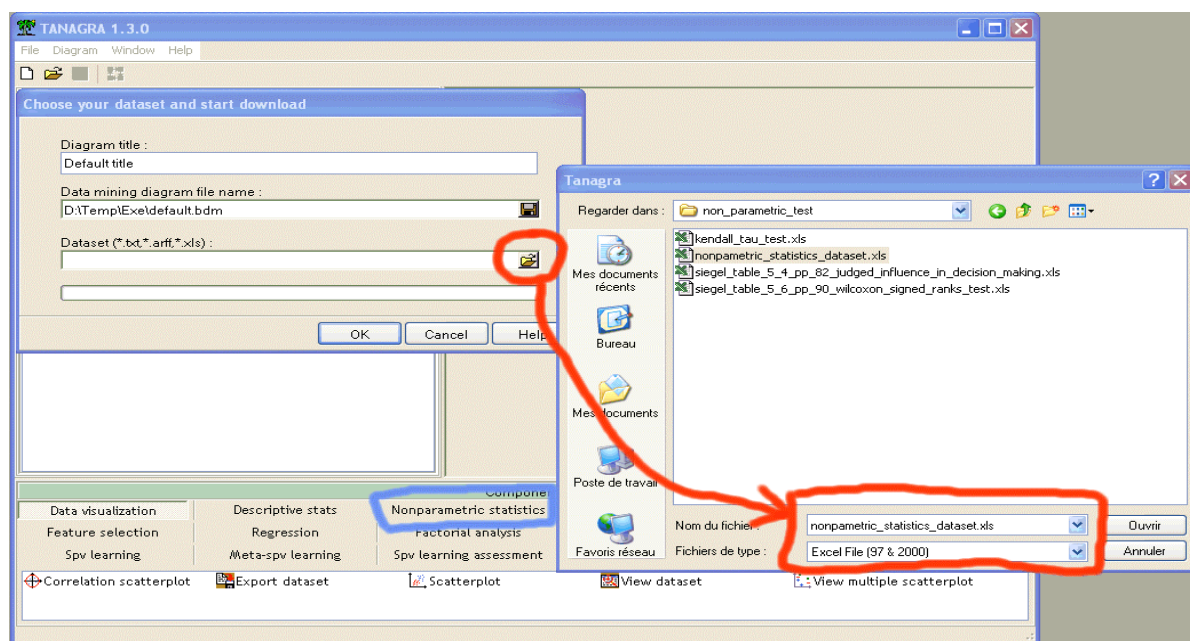 TANAGRA 1.3.0
File Diagram Window Help
Choose your dataset and start download
Diagram title :
Default title
Data mining diagram file name :
D:\Temp\Exe\default.bdm
Dataset (*.txt,*.arff,*.xls) :
OK Cancel Help
Tanagra
Regarder dans : non_parametric_test
kendall_tau_test.xls
nonpametric_statistics_dataset.xls
siegel_table_5_4_pp_82_judged_influence_in_decision_making.xls
siegel_table_5_6_pp_90_wilcoxon_signed_ranks_test.xls
Mes documents
récents
Bureau
Mes documents
Poste de travail
Favoris réseau
Nom du fichier : nonpametric_statistics_dataset.xls Ouvrir
Fichiers de type : Excel File (97 & 2000) Annuler
Data visualization Descriptive stats Nonparametric statistics
Feature selection Regression Factorial analysis
Spv learning Meta-spv learning Spv learning assessment
Correlation scatterplot Export dataset Scatterplot View dataset View multiple scatterplot